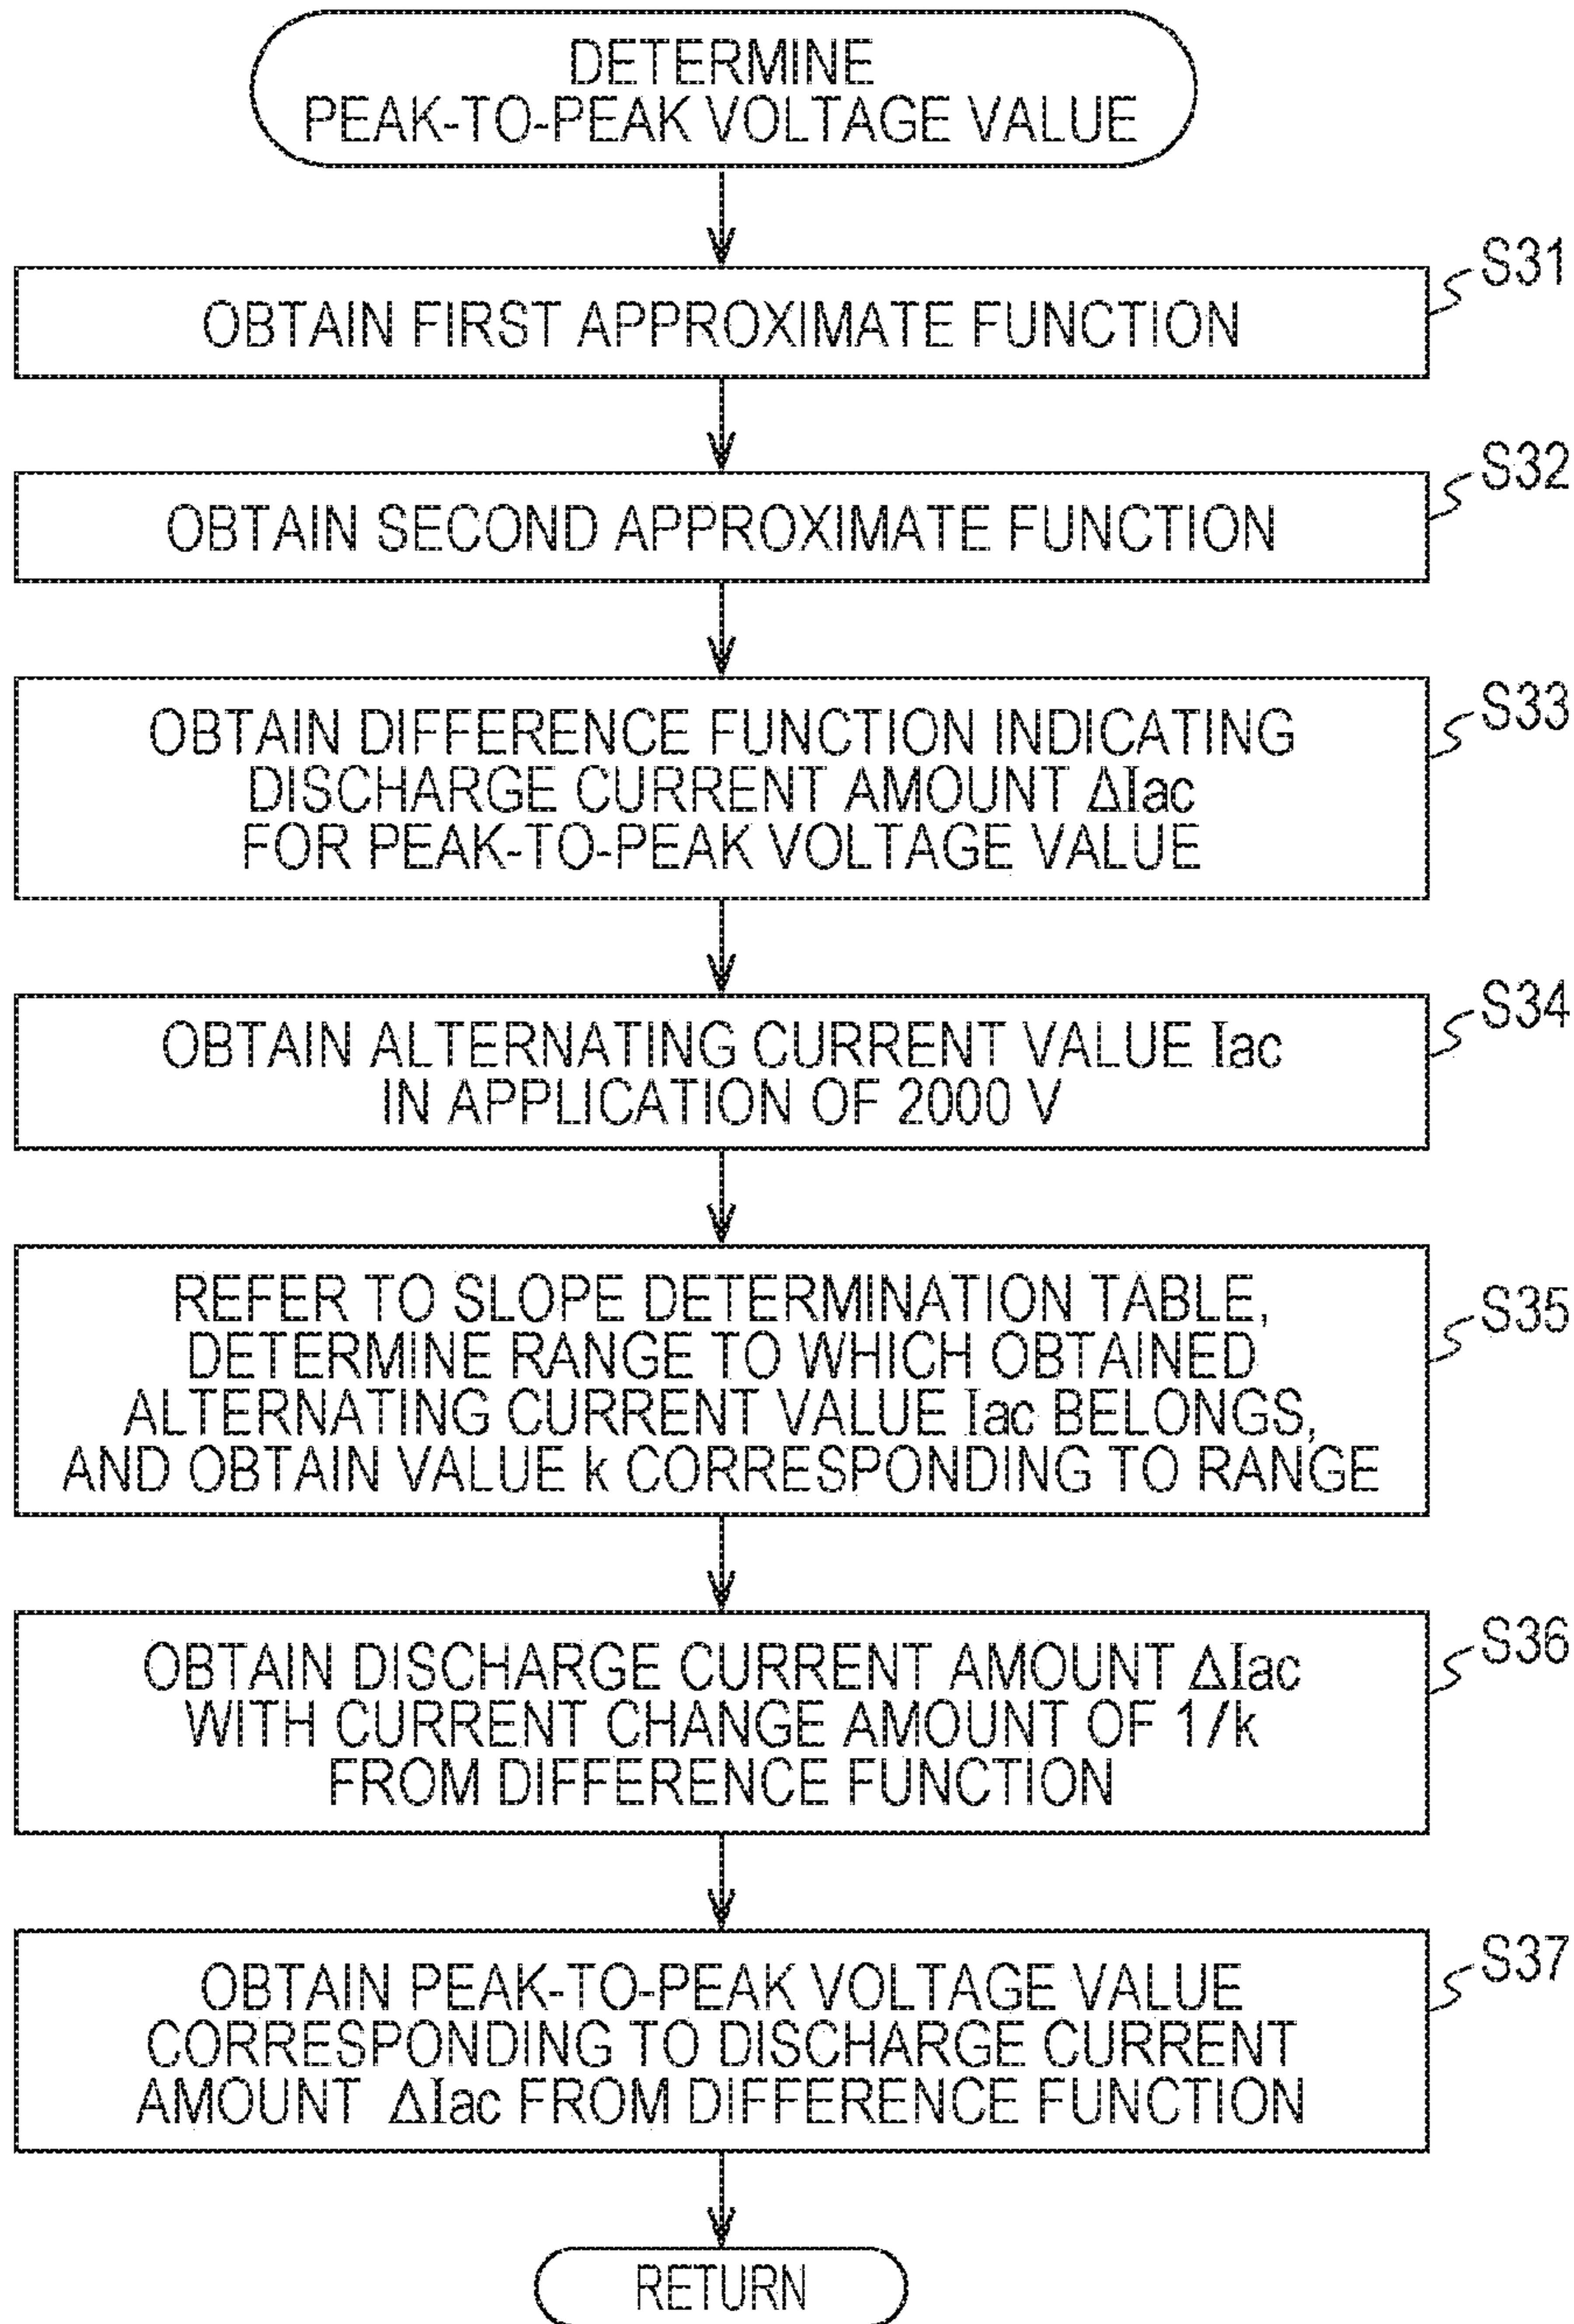 DETERMINE
PEAK-TO-PEAK VOLTAGE VALUE
S31
OBTAIN FIRST APPROXIMATE FUNCTION
S32
OBTAIN SECOND APPROXIMATE FUNCTION
S33
OBTAIN DIFFERENCE FUNCTION INDICATING
DISCHARGE CURRENT AMOUNT ΔIac
FOR PEAK-TO-PEAK VOLTAGE VALUE
S34
OBTAIN ALTERNATING CURRENT VALUE Iac
IN APPLICATION OF 2000 V
S35
REFER TO SLOPE DETERMINATION TABLE,
DETERMINE RANGE TO WHICH OBTAINED
ALTERNATING CURRENT VALUE Iac BELONGS,
AND OBTAIN VALUE k CORRESPONDING TO RANGE
S36
OBTAIN DISCHARGE CURRENT AMOUNT ΔIac
WITH CURRENT CHANGE AMOUNT OF 1/k
FROM DIFFERENCE FUNCTION
S37
OBTAIN PEAK-TO-PEAK VOLTAGE VALUE
CORRESPONDING TO DISCHARGE CURRENT
AMOUNT ΔIac FROM DIFFERENCE FUNCTION
RETURN